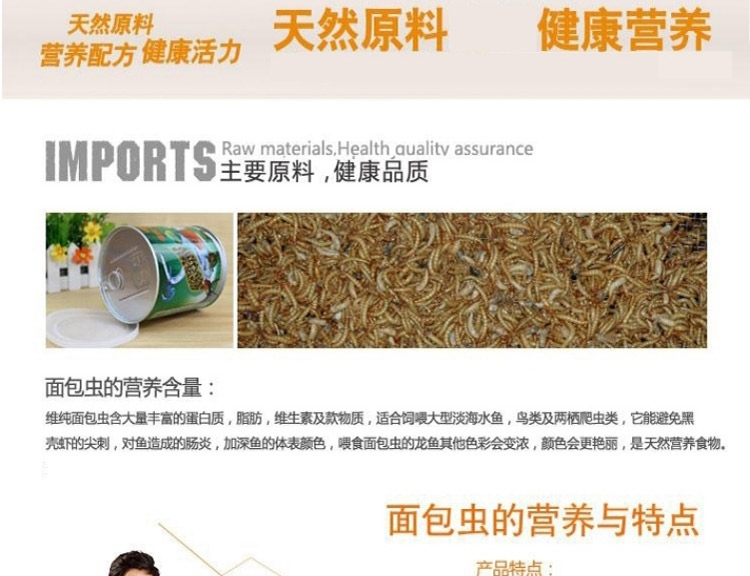 天然原料
营养配方 健康活力
天然原料 健康营养
IMPORTS
Raw materials,Health quality assurance
主要原料，健康品质
面包虫的营养含量：
维纯面包虫含大量丰富的蛋白质，脂肪，维生素及款物质，适合饲喂大型淡海水鱼，鸟类及两栖爬虫类，它能避免黑
壳虾的尖刺，对鱼造成的肠炎，加深鱼的体表颜色，喂食面包虫的龙鱼其他色彩会变浓，颜色会更艳丽，是天然营养食物。
面包虫的营养与特点
产品特点：